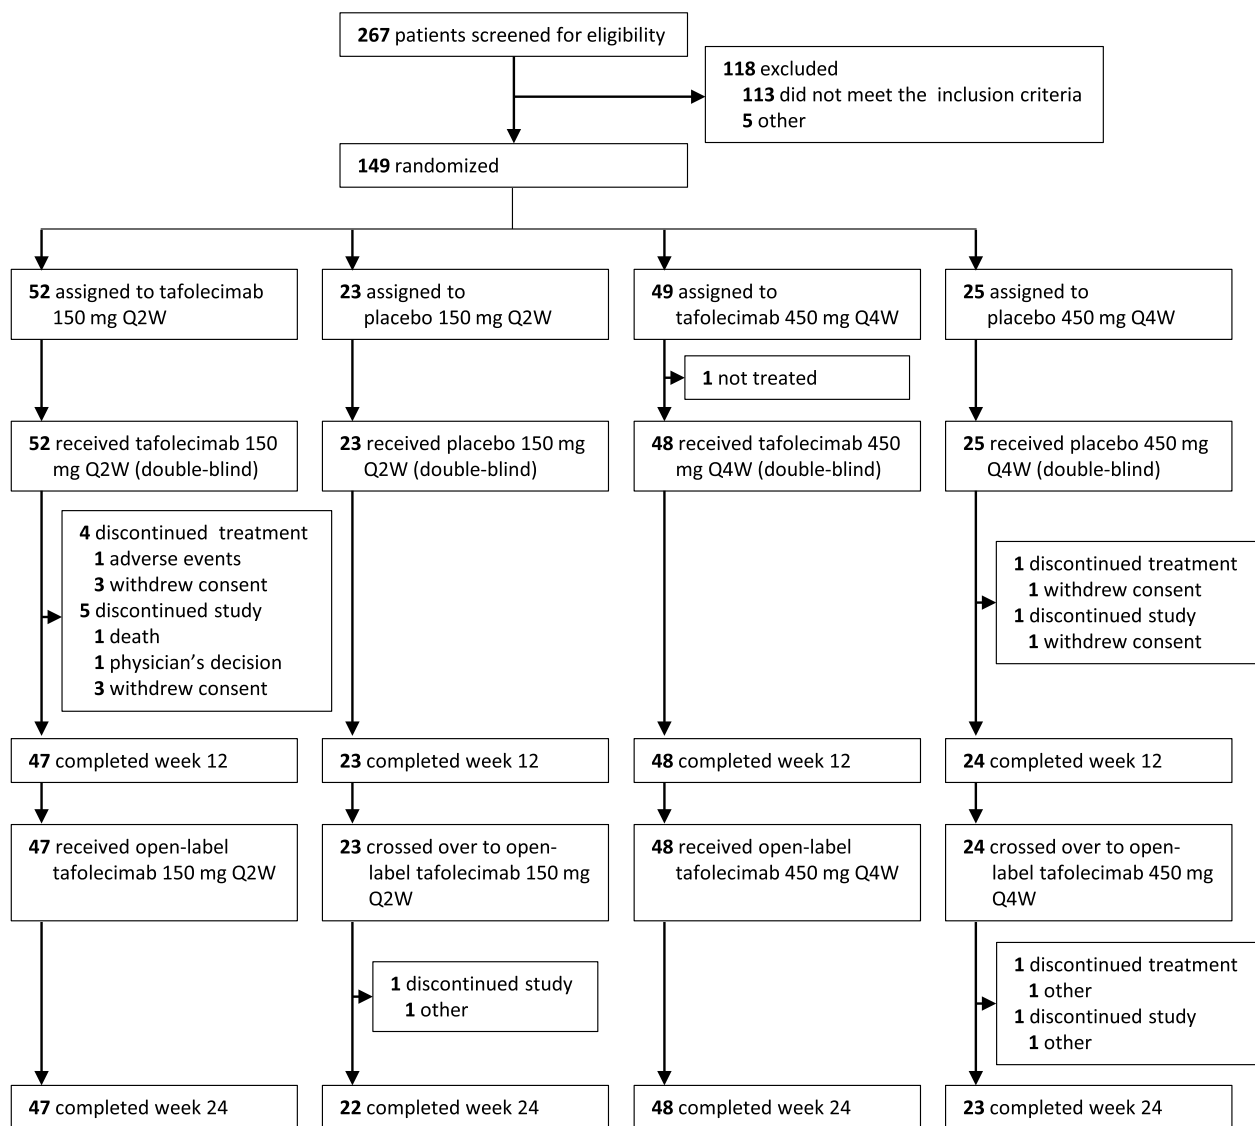 267 patients screened for eligibility
118 excluded
113 did not meet the inclusion criteria
5 other
149 randomized
52 assigned to tafolecimab
150 mg Q2W
23 assigned to
placebo 150 mg Q2W
49 assigned to
tafolecimab 450 mg Q4W
25 assigned to
placebo 450 mg Q4W
1 not treated
52 received tafolecimab 150
mg Q2W (double-blind)
23 received placebo 150 mg
Q2W (double-blind)
48 received tafolecimab 450
mg Q4W (double-blind)
25 received placebo 450 mg
Q4W (double-blind)
4 discontinued treatment
1 adverse events
3 withdrew consent
5 discontinued study
1 death
1 physician's decision
3 withdrew consent
1 discontinued treatment
1 withdrew consent
1 discontinued study
1 withdrew consent
47 completed week 12
23 completed week 12
48 completed week 12
24 completed week 12
47 received open-label
tafolecimab 150 mg Q2W
23 crossed over to open-
label tafolecimab 150 mg
Q2W
48 received open-label
tafolecimab 450 mg Q4W
24 crossed over to open-
label tafolecimab 450 mg
Q4W
1 discontinued study
1 other
1 discontinued treatment
1 other
1 discontinued study
1 other
47 completed week 24
22 completed week 24
48 completed week 24
23 completed week 24